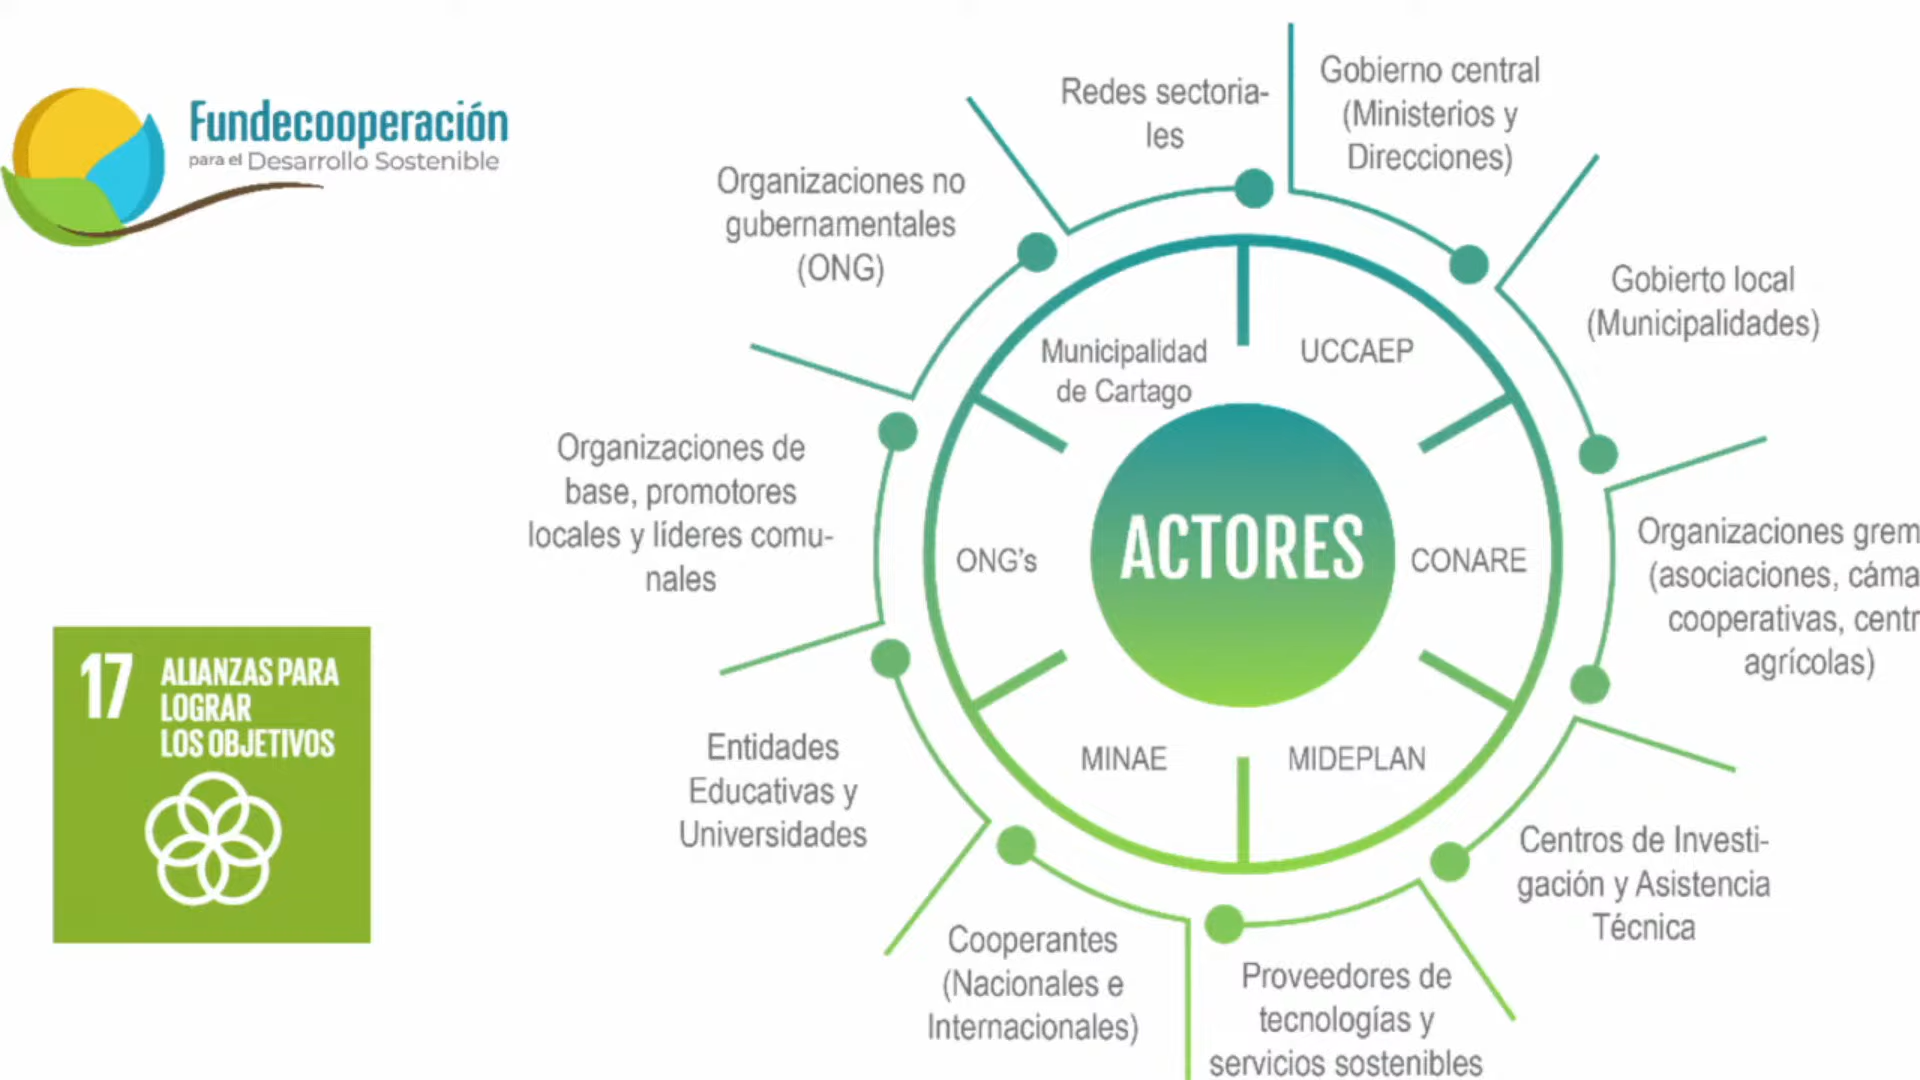 Fundecooperación
para el Desarrollo Sostenible
17
ALIANZAS PARA
LOGRAR
LOS OBJETIVOS
Redes sectoria-
les
Gobierno central
(Ministerios y
Direcciones)
Gobierto local
(Municipalidades)
Organizaciones grem
(asociaciones, cáma
cooperativas, centr
agrícolas)
Centros de Investi-
gación y Asistencia
Técnica
Proveedores de
tecnologías y
servicios sostenibles
Cooperantes
(Nacionales e
Internacionales)
Entidades
Educativas y
Universidades
Organizaciones de
base, promotores
locales y líderes comu-
nales
Organizaciones no
gubernamentales
(ONG)
Municipalidad
de Cartago
UCCAEP
CONARE
MIDEPLAN
MINAE
ONG's
ACTORES